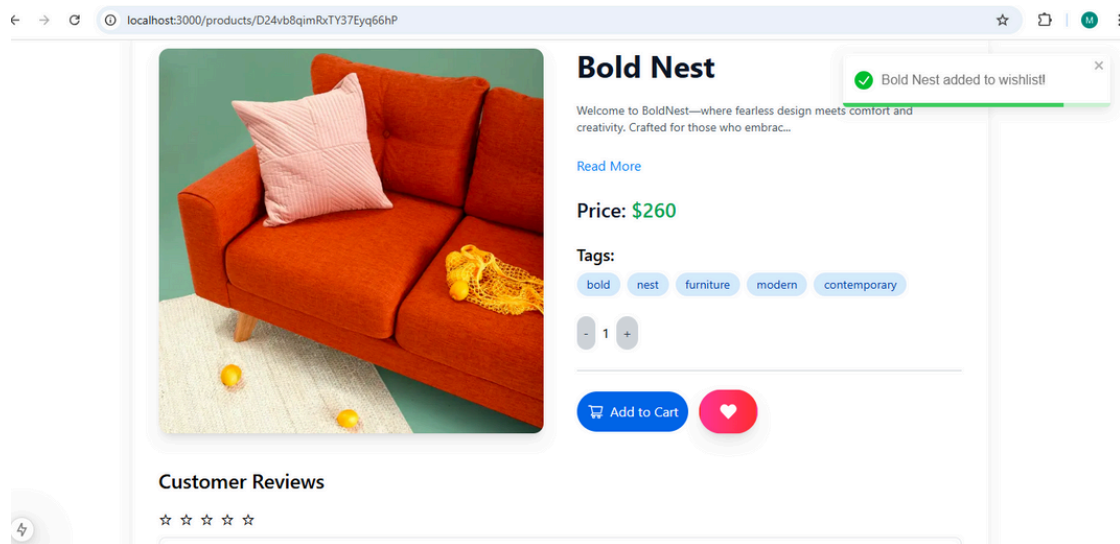 localhost:3000/products/D24vb8qimRxTY37Eyq66hP
M
Bold Nest
Bold Nest added to wishlist!
Welcome to BoldNest—where fearless design meets comfort and
creativity. Crafted for those who embrac...
Read More
Price: $260
Tags:
bold nest furniture modern contemporary
- 1 +
Add to Cart
Customer Reviews